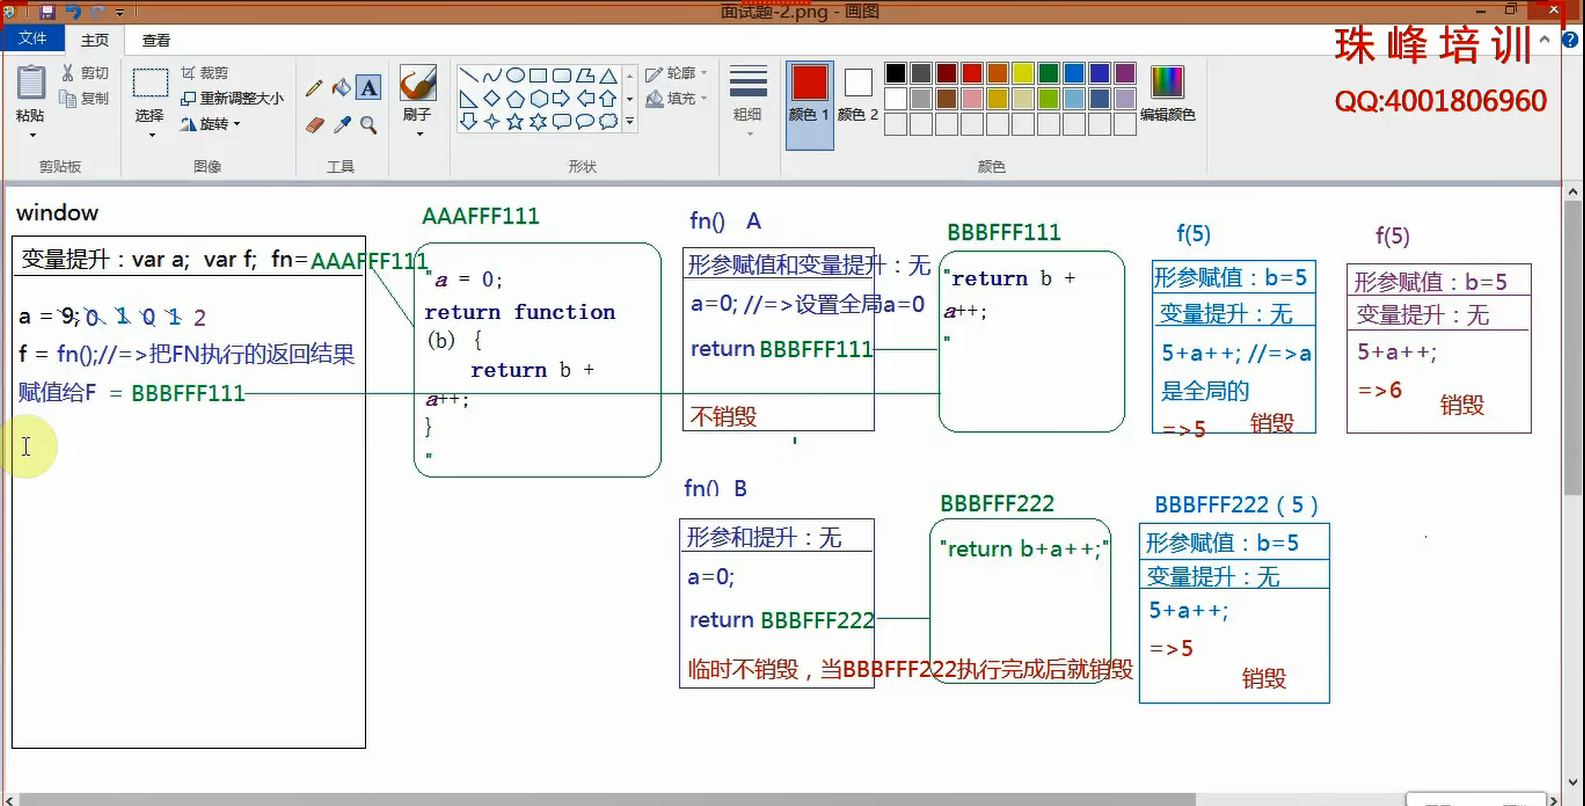 面试题-2.png - 画图
文件
主页
查看
珠峰培训
QQ:4001806960
粘贴
剪切
复制
剪贴板
选择
裁剪
重新调整大小
旋转
图像
A
工具
刷子
形状
轮廓
填充
粗细
颜色 1
颜色 2
编辑颜色
颜色
window
变量提升：var a; var f; fn=AAAFFF111
a = 9; 0 1 0 1 2
f = fn();//=>把FN执行的返回结果
赋值给F = BBBFFF111
AAAFFF111
"a = 0;
return function
(b) {
return b +
a++;
}
"
fn() A
形参赋值和变量提升：无
a=0; //=>设置全局a=0
return BBBFFF111
不销毁
BBBFFF111
"return b +
a++;
"
f(5)
形参赋值：b=5
变量提升：无
5+a++; //=>a
是全局的
=>5 销毁
f(5)
形参赋值：b=5
变量提升：无
5+a++;
=>6
销毁
fn() B
形参和提升：无
a=0;
return BBBFFF222
临时不销毁，当BBBFFF222执行完成后就销毁
BBBFFF222
"return b+a++;"
BBBFFF222（5）
形参赋值：b=5
变量提升：无
5+a++;
=>5
销毁